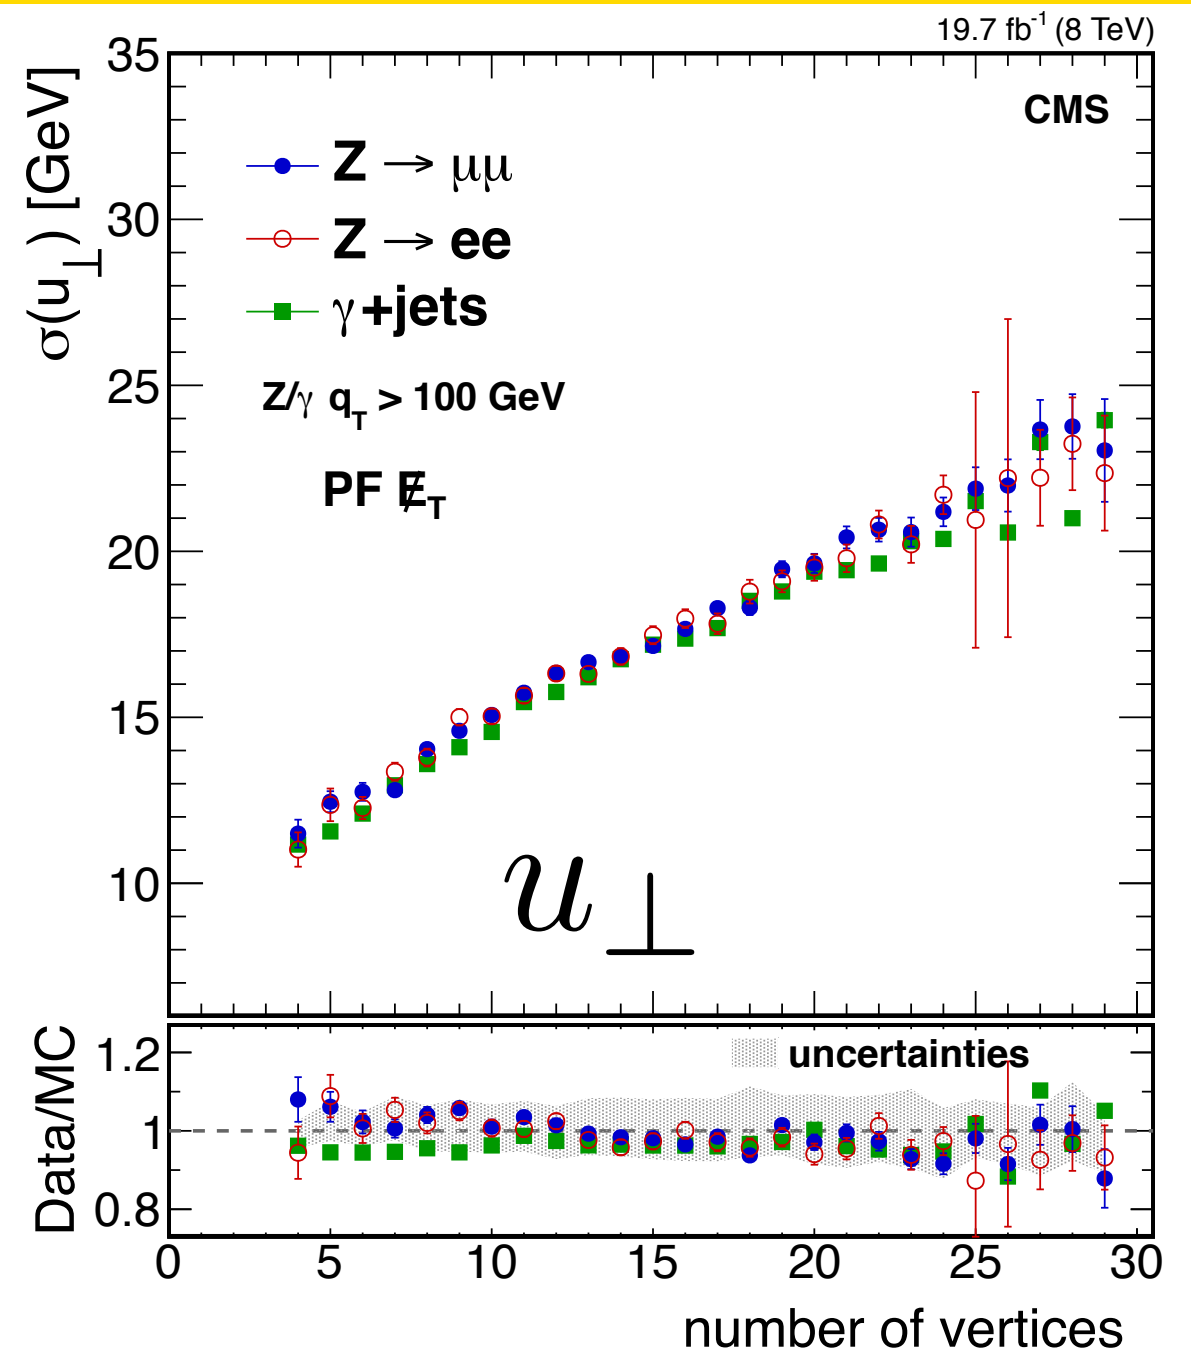 19.7 fb⁻¹ (8 TeV)
CMS
σ(u⊥) [GeV]
35
30
25
20
15
10
Z → μμ
Z → ee
γ+jets
Z/γ q_T > 100 GeV
PF E̸_T
u⊥
Data/MC
1.2
1
0.8
uncertainties
0 5 10 15 20 25 30
number of vertices